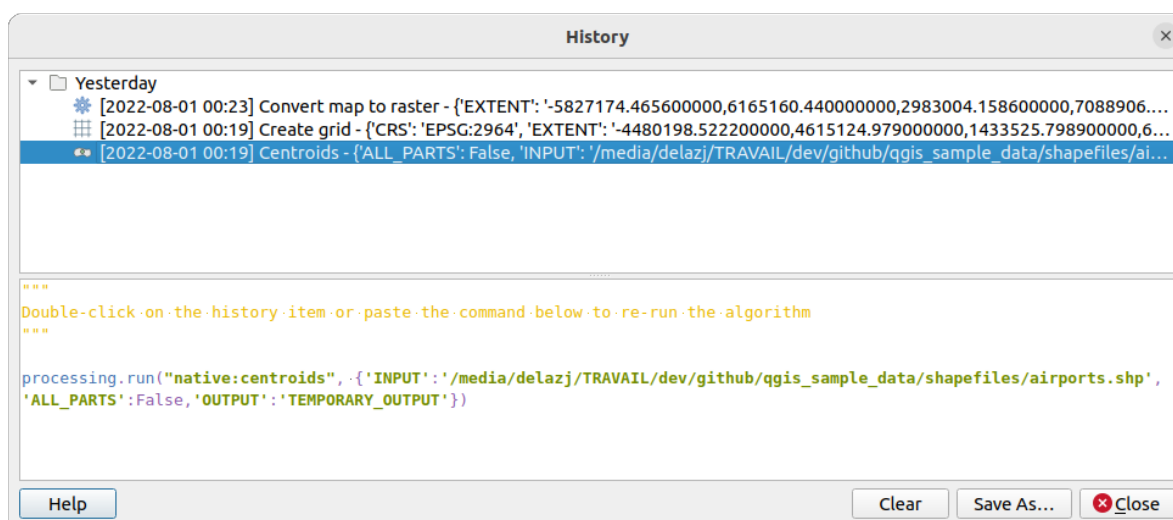 History
Yesterday
[2022-08-01 00:23] Convert map to raster - {'EXTENT': '-5827174.465600000,6165160.440000000,2983004.158600000,7088906....
[2022-08-01 00:19] Create grid - {'CRS': 'EPSG:2964', 'EXTENT': '-4480198.522200000,4615124.979000000,1433525.798900000,6...
[2022-08-01 00:19] Centroids - {'ALL_PARTS': False, 'INPUT': '/media/delazj/TRAVAIL/dev/github/qgis_sample_data/shapefiles/ai...
"""
Double-click·on·the·history·item·or·paste·the·command·below·to·re-run·the·algorithm
"""
processing.run("native:centroids",·{'INPUT':'/media/delazj/TRAVAIL/dev/github/qgis_sample_data/shapefiles/airports.shp',
'ALL_PARTS':False,'OUTPUT':'TEMPORARY_OUTPUT'})
Help
Clear
Save As...
Close